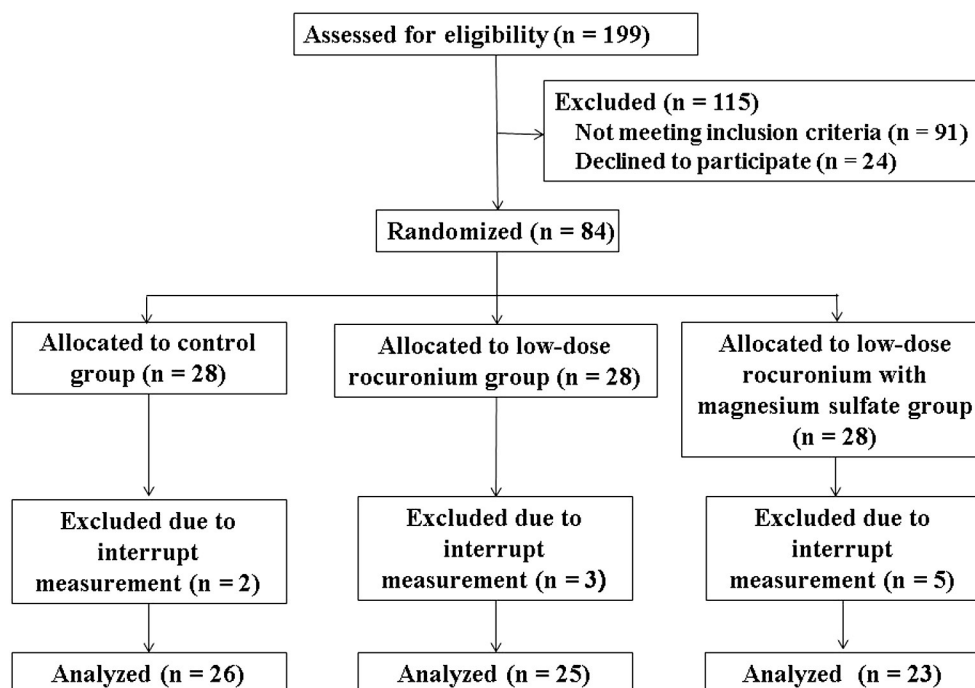 Assessed for eligibility (n = 199)
Excluded (n = 115)
Not meeting inclusion criteria (n = 91)
Declined to participate (n = 24)
Randomized (n = 84)
Allocated to control
group (n = 28)
Allocated to low-dose
rocuronium group (n = 28)
Allocated to low-dose
rocuronium with
magnesium sulfate group
(n = 28)
Excluded due to
interrupt
measurement (n = 2)
Excluded due to
interrupt
measurement (n = 3)
Excluded due to
interrupt
measurement (n = 5)
Analyzed (n = 26)
Analyzed (n = 25)
Analyzed (n = 23)